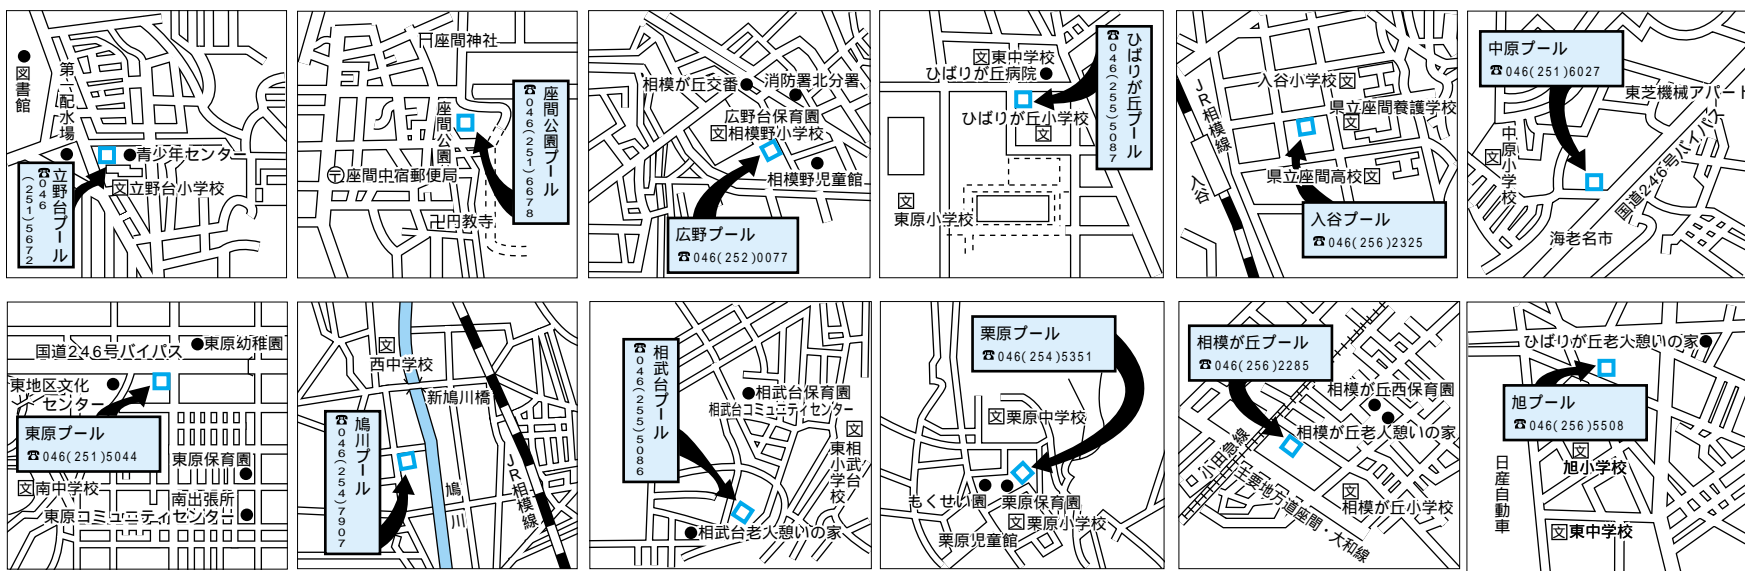 図書館
第二配水場
青少年センター
文立野台小学校
立野台プール
☎046
(251)5672
座間神社
座間公園
座間公園プール
☎046(251)6678
〒座間中宿郵便局
卍円教寺
相模が丘交番
消防署北分署
広野台保育園
文相模野小学校
相模野児童館
広野プール
☎046(252)0077
文東中学校
ひばりが丘病院
ひばりが丘プール
☎046(255)5087
ひばりが丘小学校
文
文
東原小学校
JR相模線
入谷
入谷小学校文
県立座間養護学校
文
県立座間高校文
入谷プール
☎046(256)2325
中原プール
☎046(251)6027
東芝機械アパート
中原小学校
文
国道246号バイパス
海老名市
東原幼稚園
国道246号バイパス
東地区文化
センター
東原プール
☎046(251)5044
東原保育園
文南中学校
南出張所
東原コミュニティセンター
文
西中学校
新鳩川橋
鳩川プール
☎046(254)7907
鳩川
JR相模線
相武台プール
☎046(255)5086
相武台保育園
相武台コミュニティセンター
文
相武台東小学校
相武台老人憩いの家
栗原プール
☎046(254)5351
文栗原中学校
もくせい園
栗原保育園
文栗原小学校
栗原児童館
相模が丘プール
☎046(256)2285
相模が丘西保育園
相模が丘老人憩いの家
小田急線
主要地方道座間・大和線
文
相模が丘小学校
ひばりが丘老人憩いの家
旭プール
☎046(256)5508
文
旭小学校
日産自動車
文東中学校